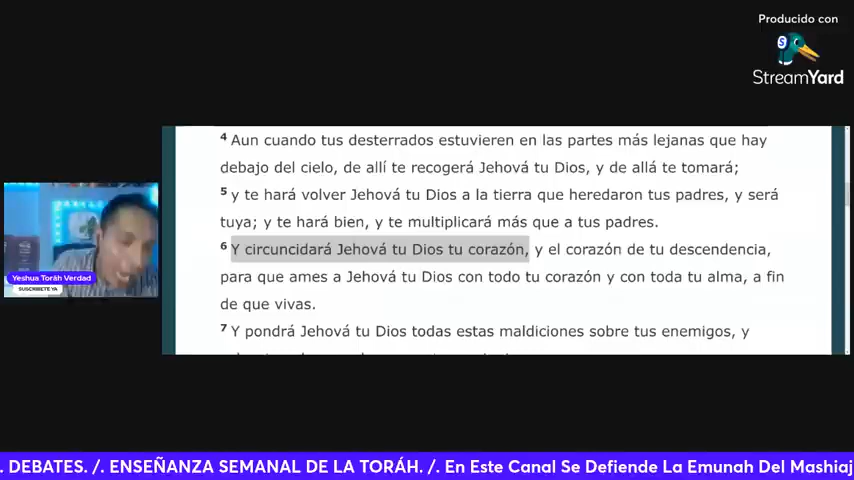 Producido con
StreamYard
4 Aun cuando tus desterrados estuvieren en las partes más lejanas que hay
debajo del cielo, de allí te recogerá Jehová tu Dios, y de allá te tomará;
5 y te hará volver Jehová tu Dios a la tierra que heredaron tus padres, y será
tuya; y te hará bien, y te multiplicará más que a tus padres.
6 Y circuncidará Jehová tu Dios tu corazón, y el corazón de tu descendencia,
para que ames a Jehová tu Dios con todo tu corazón y con toda tu alma, a fin
de que vivas.
7 Y pondrá Jehová tu Dios todas estas maldiciones sobre tus enemigos, y
Yeshua Toráh Verdad
SUSCRIBETE YA
. DEBATES. /. ENSEÑANZA SEMANAL DE LA TORÁH. /. En Este Canal Se Defiende La Emunah Del Mashiaj